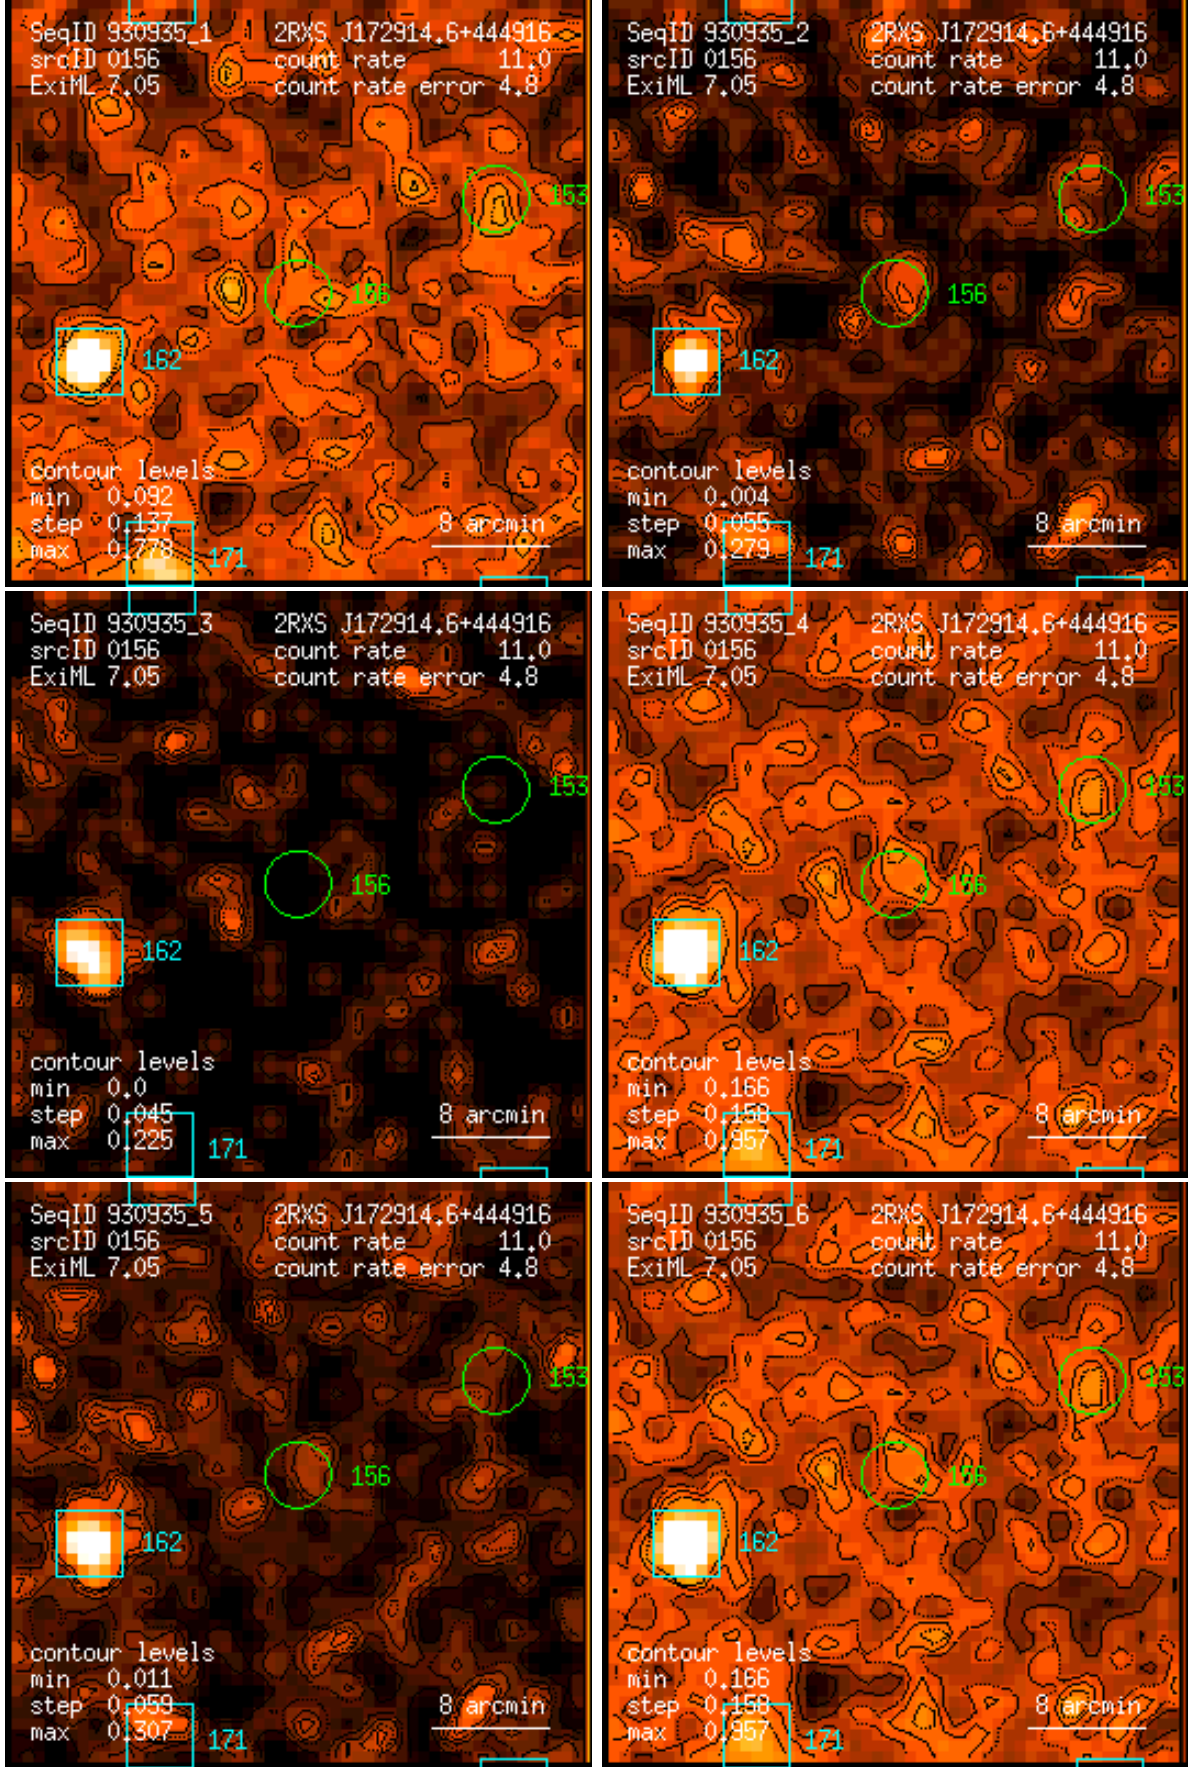 SeqID 930935_1 2RXS J172914.6+444916
srcID 0156 count rate 11.0
ExiML 7.05 count rate error 4.8
153
156
162
contour levels
min 0.092
step 0.137 8 arcmin
max 0.778 171
SeqID 930935_2 2RXS J172914.6+444916
srcID 0156 count rate 11.0
ExiML 7.05 count rate error 4.8
153
156
162
contour levels
min 0.004
step 0.055 8 arcmin
max 0.279 171
SeqID 930935_3 2RXS J172914.6+444916
srcID 0156 count rate 11.0
ExiML 7.05 count rate error 4.8
153
156
162
contour levels
min 0.0
step 0.045 8 arcmin
max 0.225 171
SeqID 930935_4 2RXS J172914.6+444916
srcID 0156 count rate 11.0
ExiML 7.05 count rate error 4.8
153
156
162
contour levels
min 0.166
step 0.158 8 arcmin
max 0.957 171
SeqID 930935_5 2RXS J172914.6+444916
srcID 0156 count rate 11.0
ExiML 7.05 count rate error 4.8
153
156
162
contour levels
min 0.011
step 0.059 8 arcmin
max 0.307 171
SeqID 930935_6 2RXS J172914.6+444916
srcID 0156 count rate 11.0
ExiML 7.05 count rate error 4.8
153
156
162
contour levels
min 0.166
step 0.158 8 arcmin
max 0.957 171